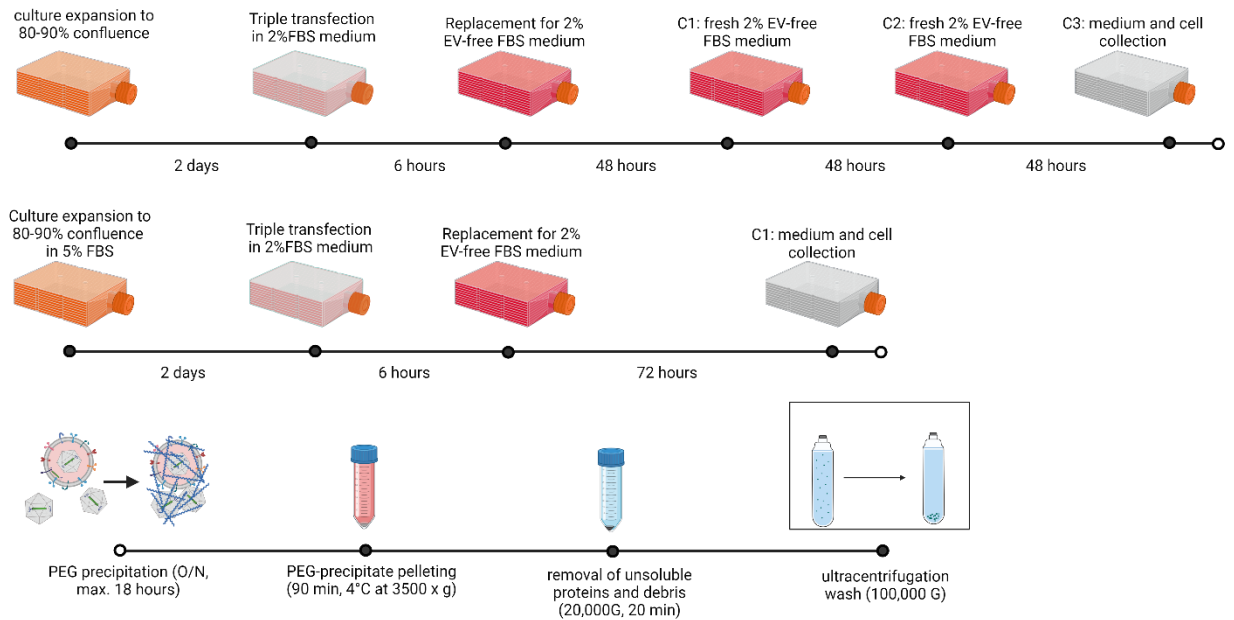 culture expansion to
80-90% confluence
Triple transfection
in 2%FBS medium
Replacement for 2%
EV-free FBS medium
C1: fresh 2% EV-free
FBS medium
C2: fresh 2% EV-free
FBS medium
C3: medium and cell
collection
2 days
6 hours
48 hours
48 hours
48 hours
Culture expansion to
80-90% confluence
in 5% FBS
Triple transfection
in 2%FBS medium
Replacement for 2%
EV-free FBS medium
C1: medium and cell
collection
2 days
6 hours
72 hours
PEG precipitation (O/N,
max. 18 hours)
PEG-precipitate pelleting
(90 min, 4°C at 3500 x g)
removal of unsoluble
proteins and debris
(20,000G, 20 min)
ultracentrifugation
wash (100,000 G)